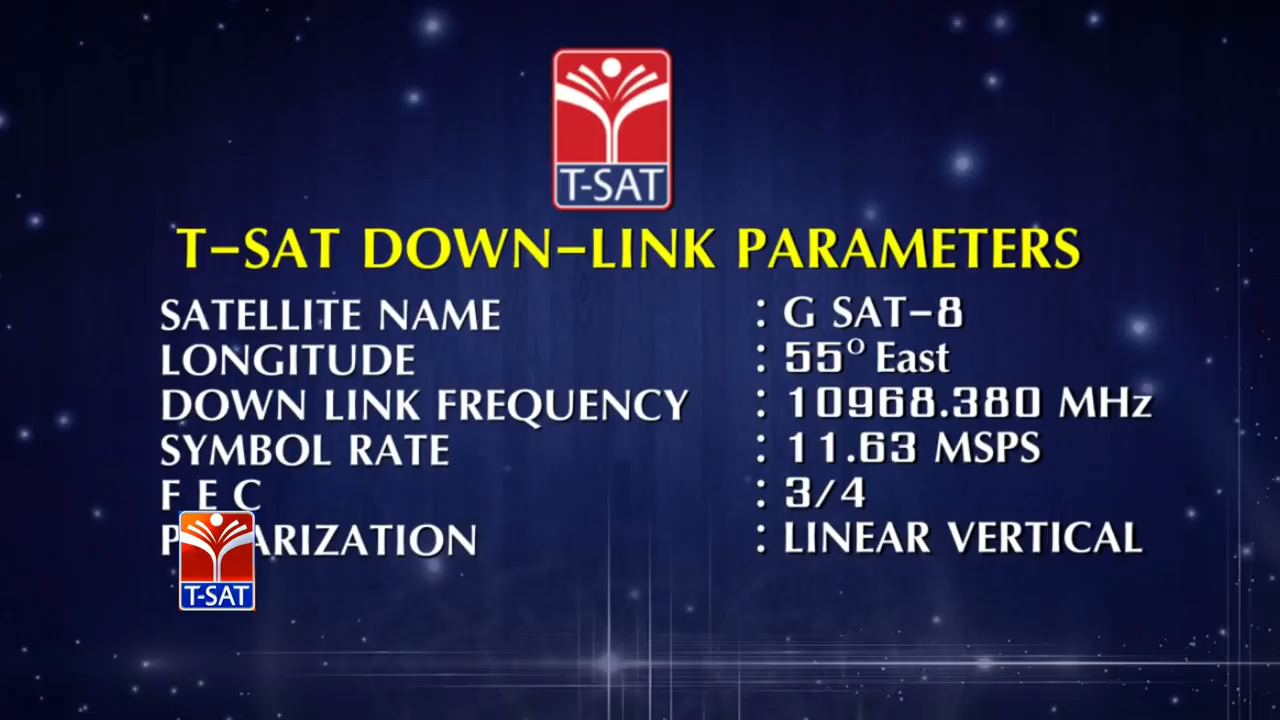 T-SAT
T-SAT DOWN-LINK PARAMETERS
SATELLITE NAME : G SAT-8
LONGITUDE : 55° East
DOWN LINK FREQUENCY : 10968.380 MHz
SYMBOL RATE : 11.63 MSPS
F E C : 3/4
: LINEAR VERTICAL
T-SAT